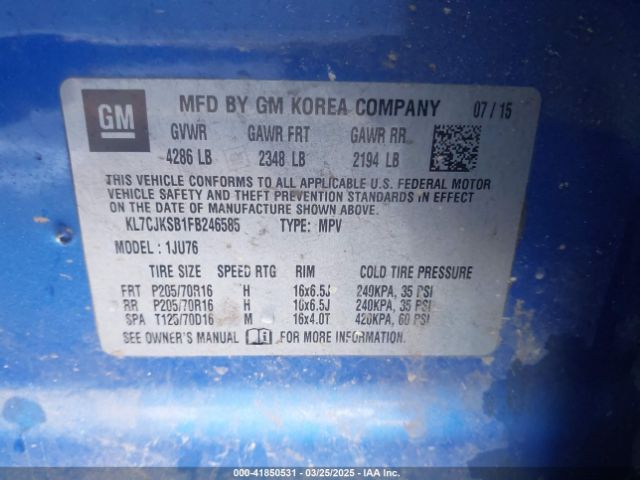 GM
MFD BY GM KOREA COMPANY 07 / 15
GVWR GAWR FRT GAWR RR
4286 LB 2348 LB 2194 LB
THIS VEHICLE CONFORMS TO ALL APPLICABLE U.S. FEDERAL MOTOR
VEHICLE SAFETY AND THEFT PREVENTION STANDARDS IN EFFECT
ON THE DATE OF MANUFACTURE SHOWN ABOVE.
KL7CJKSB1FB246585 TYPE: MPV
MODEL : 1JU76
TIRE SIZE SPEED RTG RIM COLD TIRE PRESSURE
FRT P205/70R16 H 16x6.5J 240KPA, 35 PSI
RR P205/70R16 H 16x6.5J 240KPA, 35 PSI
SPA T125/70D16 M 16x4.0T 420KPA, 60 PSI
SEE OWNER'S MANUAL FOR MORE INFORMATION.
000-41850531 - 03/25/2025 - IAA Inc.